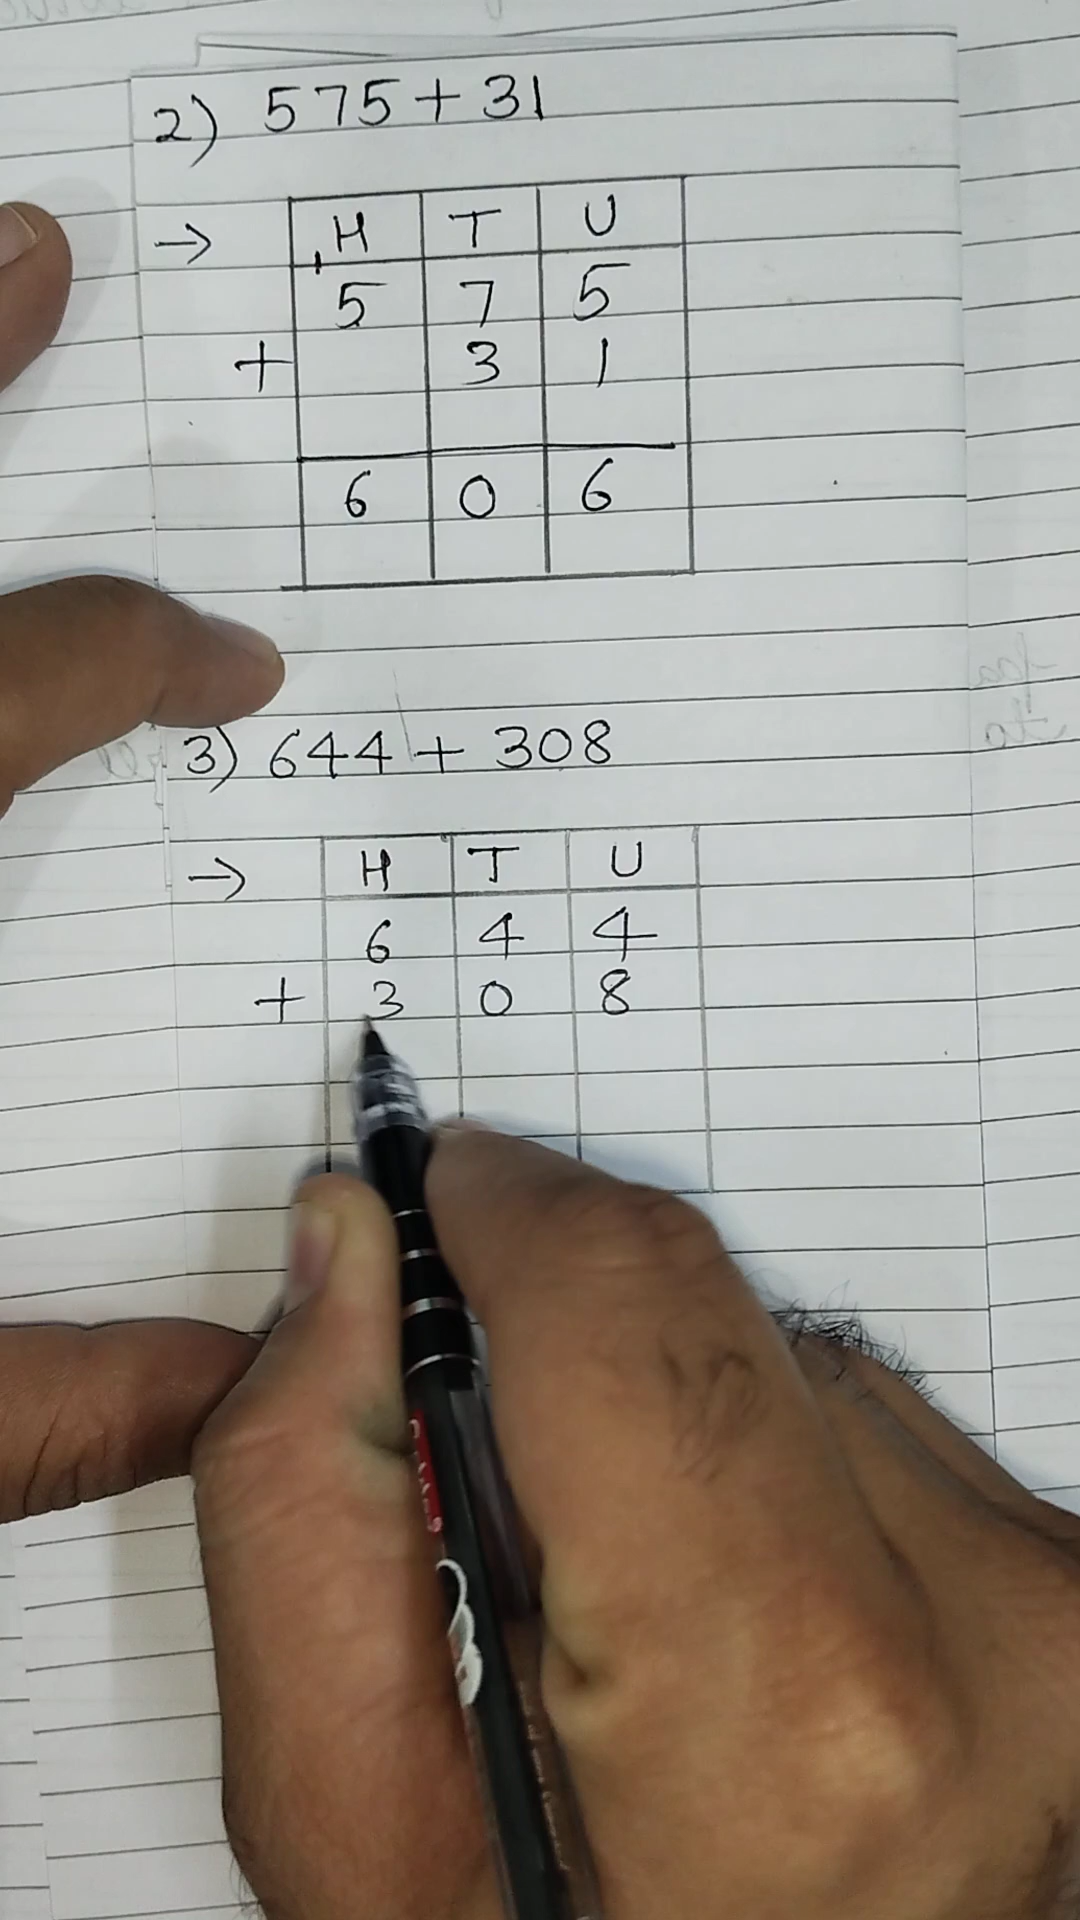 2) 575 + 31
→ H T U
1
5 7 5
+ 3 1
6 0 6
3) 644 + 308
→ H T U
6 4 4
+ 3 0 8